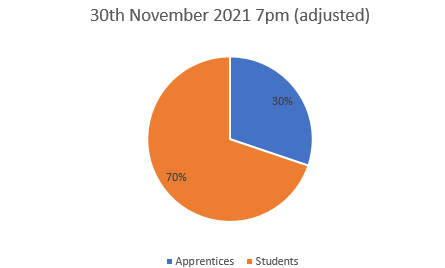 30th November 2021 7pm (adjusted)
30%
70%
Apprentices Students